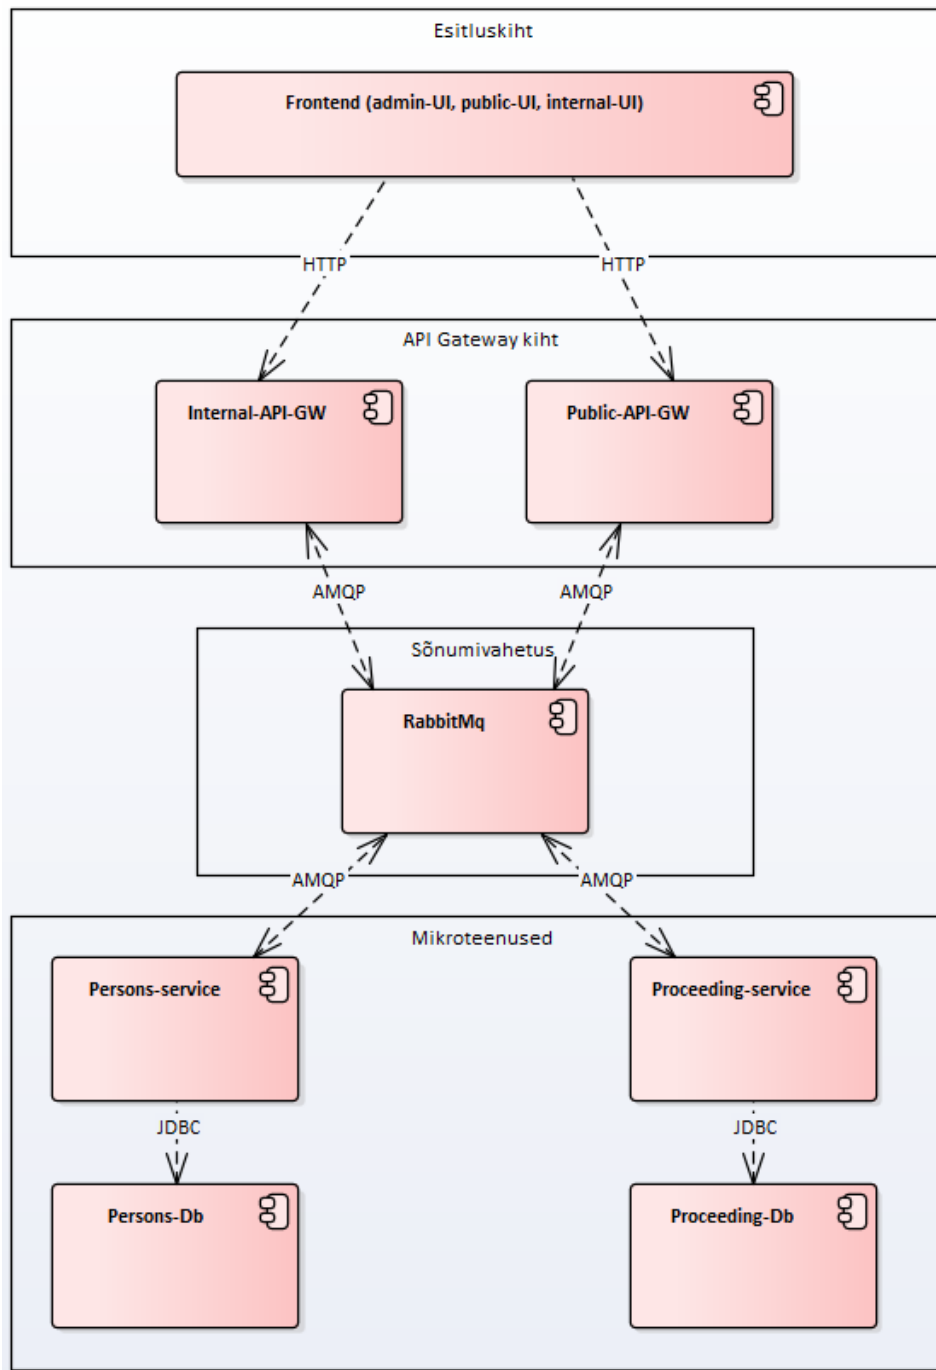 Esitluskiht
Frontend (admin-UI, public-UI, internal-UI)
HTTP HTTP
API Gateway kiht
Internal-API-GW Public-API-GW
AMQP AMQP
Sõnumivahetus
RabbitMq
AMQP AMQP
Mikroteenused
Persons-service Proceeding-service
JDBC JDBC
Persons-Db Proceeding-Db